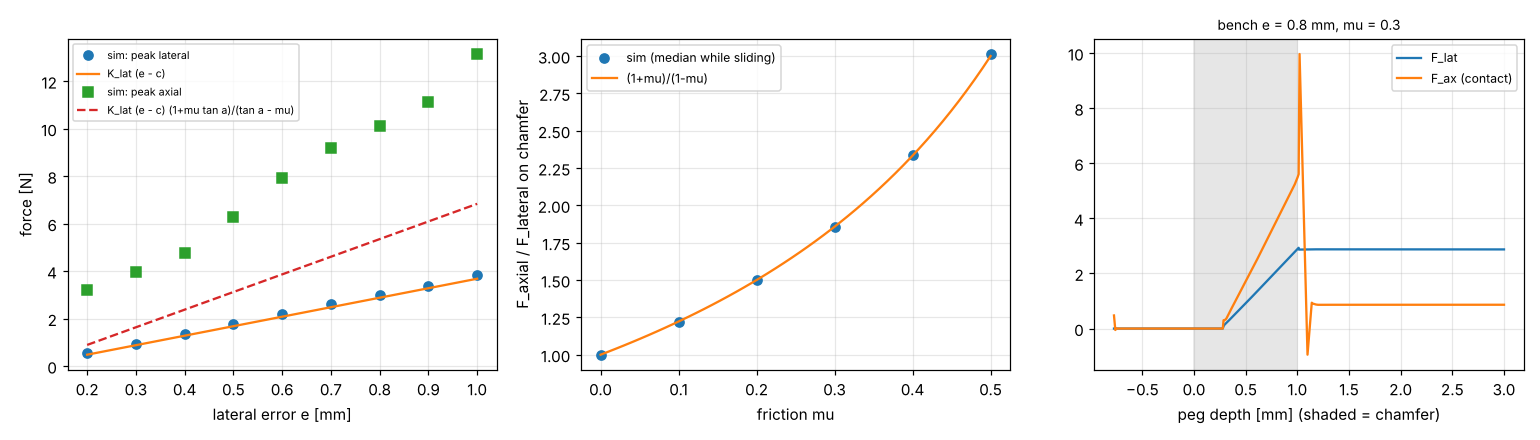 sim: peak lateral
K_lat (e - c)
sim: peak axial
K_lat (e - c) (1+mu tan a)/(tan a - mu)
force [N]
12
10
8
6
4
2
0
0.2 0.3 0.4 0.5 0.6 0.7 0.8 0.9 1.0
lateral error e [mm]
sim (median while sliding)
(1+mu)/(1-mu)
F_axial / F_lateral on chamfer
3.00
2.75
2.50
2.25
2.00
1.75
1.50
1.25
1.00
0.0 0.1 0.2 0.3 0.4 0.5
friction mu
bench e = 0.8 mm, mu = 0.3
F_lat
F_ax (contact)
10
8
6
4
2
0
−0.5 0.0 0.5 1.0 1.5 2.0 2.5 3.0
peg depth [mm] (shaded = chamfer)